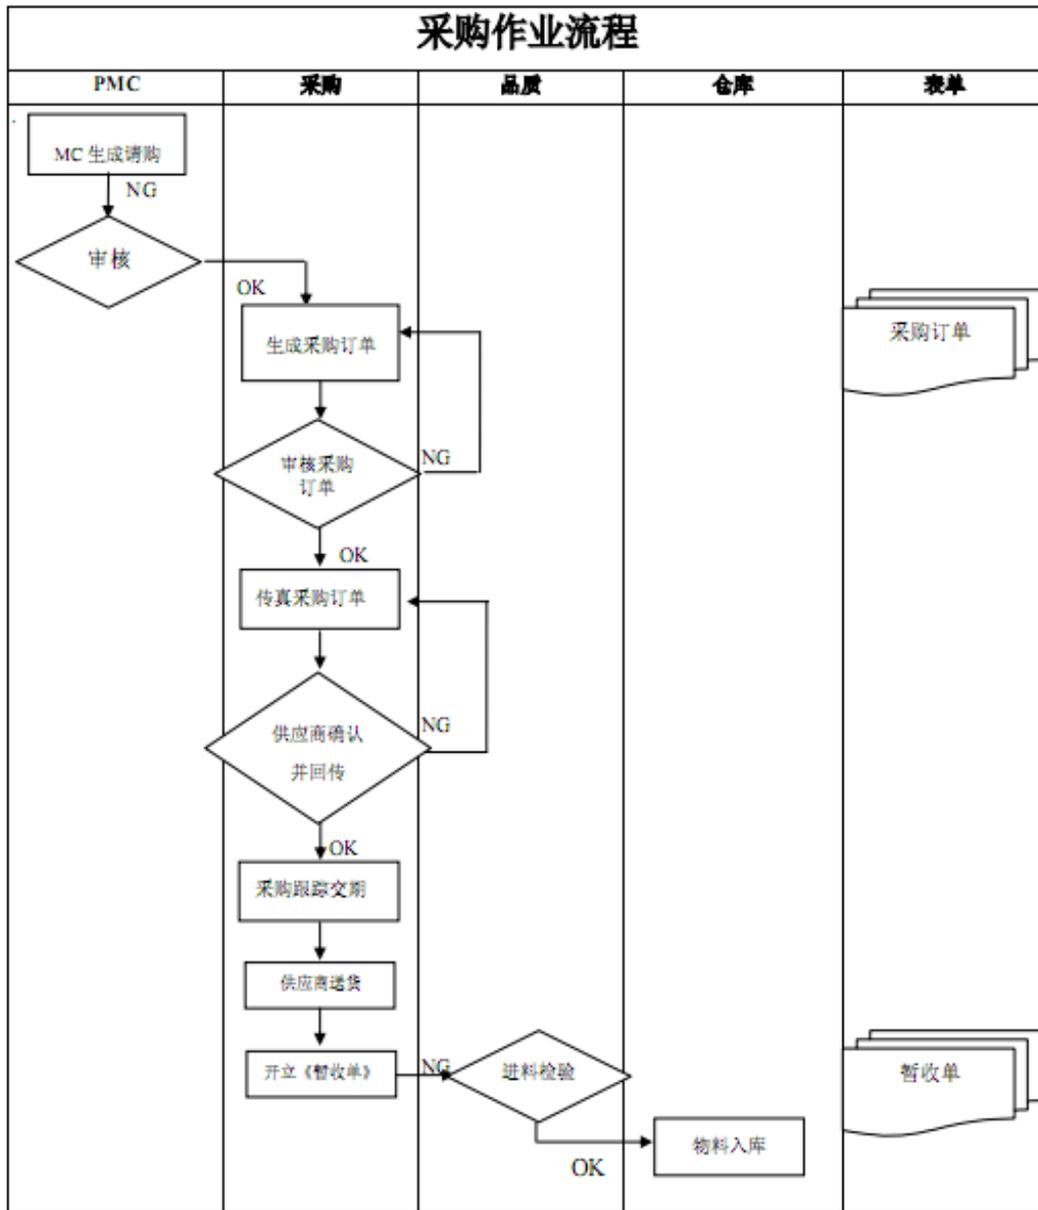 采购作业流程
PMC
采购
品质
仓库
表单
MC 生成请购
NG
审核
OK
生成采购订单
采购订单
审核采购
订单
NG
OK
传真采购订单
供应商确认
并回传
NG
OK
采购跟踪交期
供应商送货
开立《暂收单》
NG
进料检验
暂收单
物料入库
OK